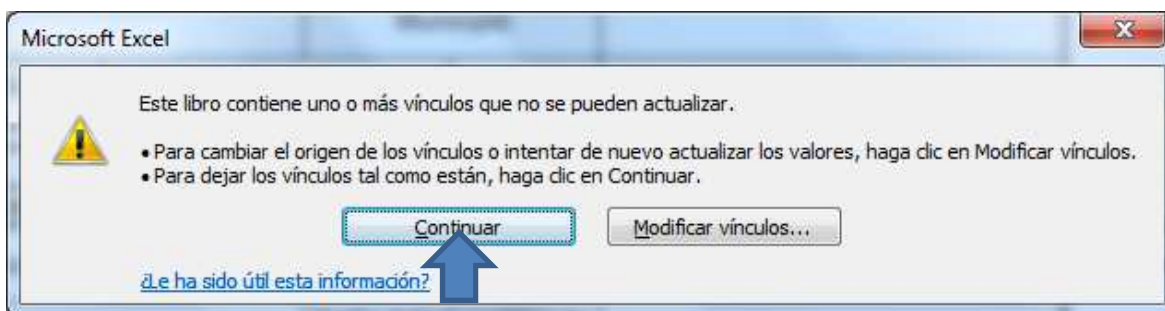 Microsoft Excel
Este libro contiene uno o más vínculos que no se pueden actualizar.
• Para cambiar el origen de los vínculos o intentar de nuevo actualizar los valores, haga clic en Modificar vínculos.
• Para dejar los vínculos tal como están, haga clic en Continuar.
Continuar Modificar vínculos...
¿Le ha sido útil esta información?